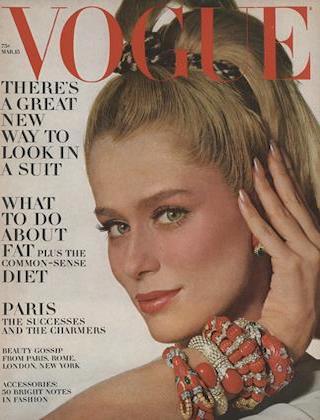 VOGUE
75¢
MAR. 15
THERE'S
A GREAT
NEW
WAY TO
LOOK IN
A SUIT
WHAT
TO DO
ABOUT
FAT PLUS THE
COMMON-SENSE
DIET
PARIS
THE SUCCESSES
AND THE CHARMERS
BEAUTY GOSSIP
FROM PARIS, ROME,
LONDON, NEW YORK
ACCESSORIES:
50 BRIGHT NOTES
IN FASHION